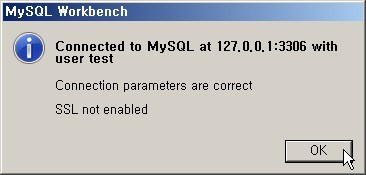 MySQL Workbench
Connected to MySQL at 127.0.0.1:3306 with
user test
Connection parameters are correct
SSL not enabled
OK